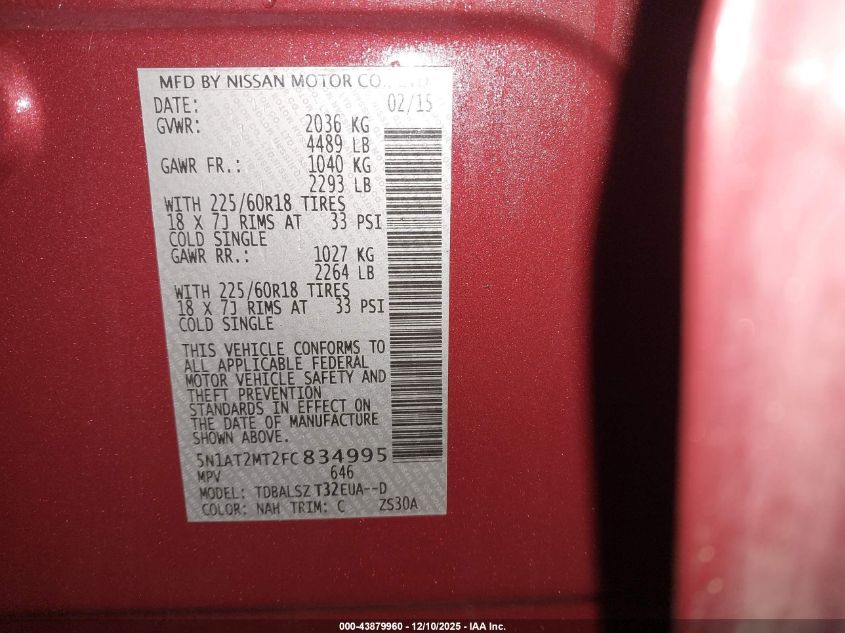 MFD BY NISSAN MOTOR CO., LTD.
DATE: 02/15
GVWR: 2036 KG
4489 LB
GAWR FR.: 1040 KG
2293 LB
WITH 225/60R18 TIRES
18 X 7J RIMS AT 33 PSI
COLD SINGLE
GAWR RR.: 1027 KG
2264 LB
WITH 225/60R18 TIRES
18 X 7J RIMS AT 33 PSI
COLD SINGLE
THIS VEHICLE CONFORMS TO
ALL APPLICABLE FEDERAL
MOTOR VEHICLE SAFETY AND
THEFT PREVENTION
STANDARDS IN EFFECT ON
THE DATE OF MANUFACTURE
SHOWN ABOVE.
5N1AT2MT2FC834995
MPV 646
MODEL: TDBALSZ T32EUA--D
COLOR: NAH TRIM: C ZS30A
000-43879960 - 12/10/2025 - IAA Inc.